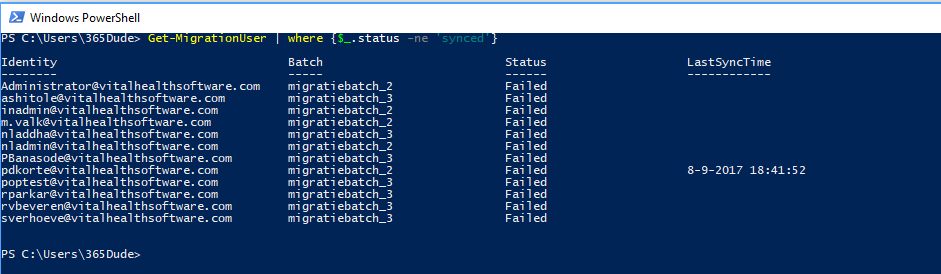 Windows PowerShell
PS C:\Users\365Dude> Get-MigrationUser | where {$_.status -ne 'synced'}
Identity Batch Status LastSyncTime
-------- ----- ------ ------------
Administrator@vitalhealthsoftware.com migratiebatch_2 Failed
ashitole@vitalhealthsoftware.com migratiebatch_3 Failed
inadmin@vitalhealthsoftware.com migratiebatch_2 Failed
m.valk@vitalhealthsoftware.com migratiebatch_2 Failed
nladdha@vitalhealthsoftware.com migratiebatch_3 Failed
nladmin@vitalhealthsoftware.com migratiebatch_2 Failed
PBanasode@vitalhealthsoftware.com migratiebatch_3 Failed
pdkorte@vitalhealthsoftware.com migratiebatch_2 Failed 8-9-2017 18:41:52
poptest@vitalhealthsoftware.com migratiebatch_3 Failed
rparkar@vitalhealthsoftware.com migratiebatch_3 Failed
rvbeveren@vitalhealthsoftware.com migratiebatch_3 Failed
sverhoeve@vitalhealthsoftware.com migratiebatch_3 Failed
PS C:\Users\365Dude>